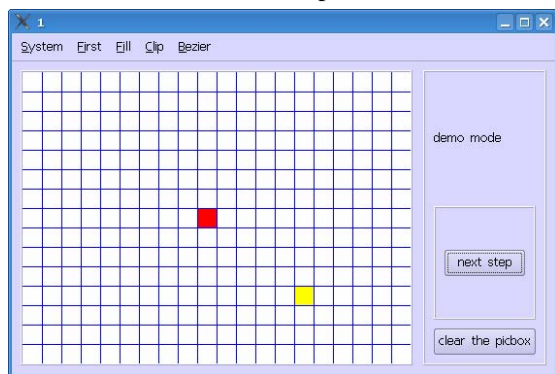 1
System First Fill Clip Bezier
demo mode
next step
clear the picbox